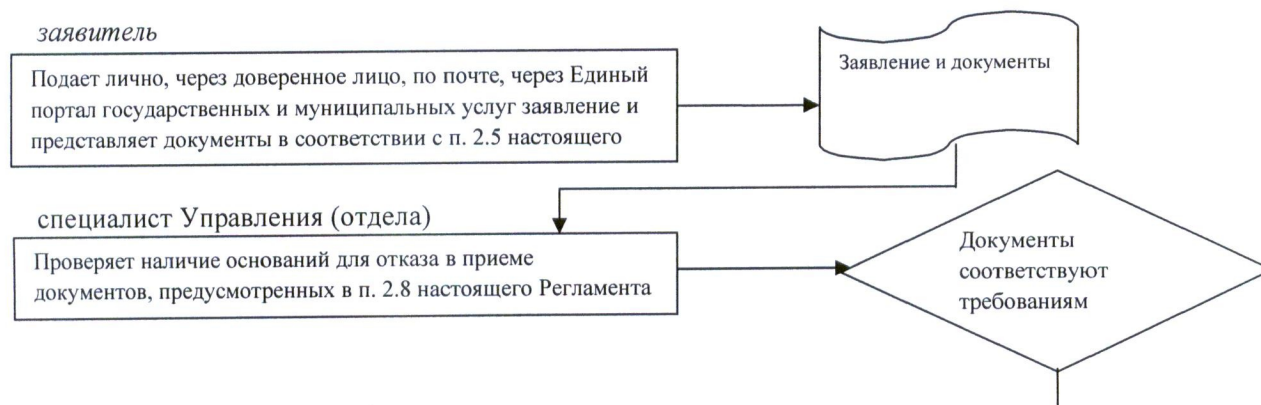 заявитель
Подает лично, через доверенное лицо, по почте, через Единый
портал государственных и муниципальных услуг заявление и
представляет документы в соответствии с п. 2.5 настоящего
Заявление и документы
специалист Управления (отдела)
Проверяет наличие оснований для отказа в приеме
документов, предусмотренных в п. 2.8 настоящего Регламента
Документы
соответствуют
требованиям